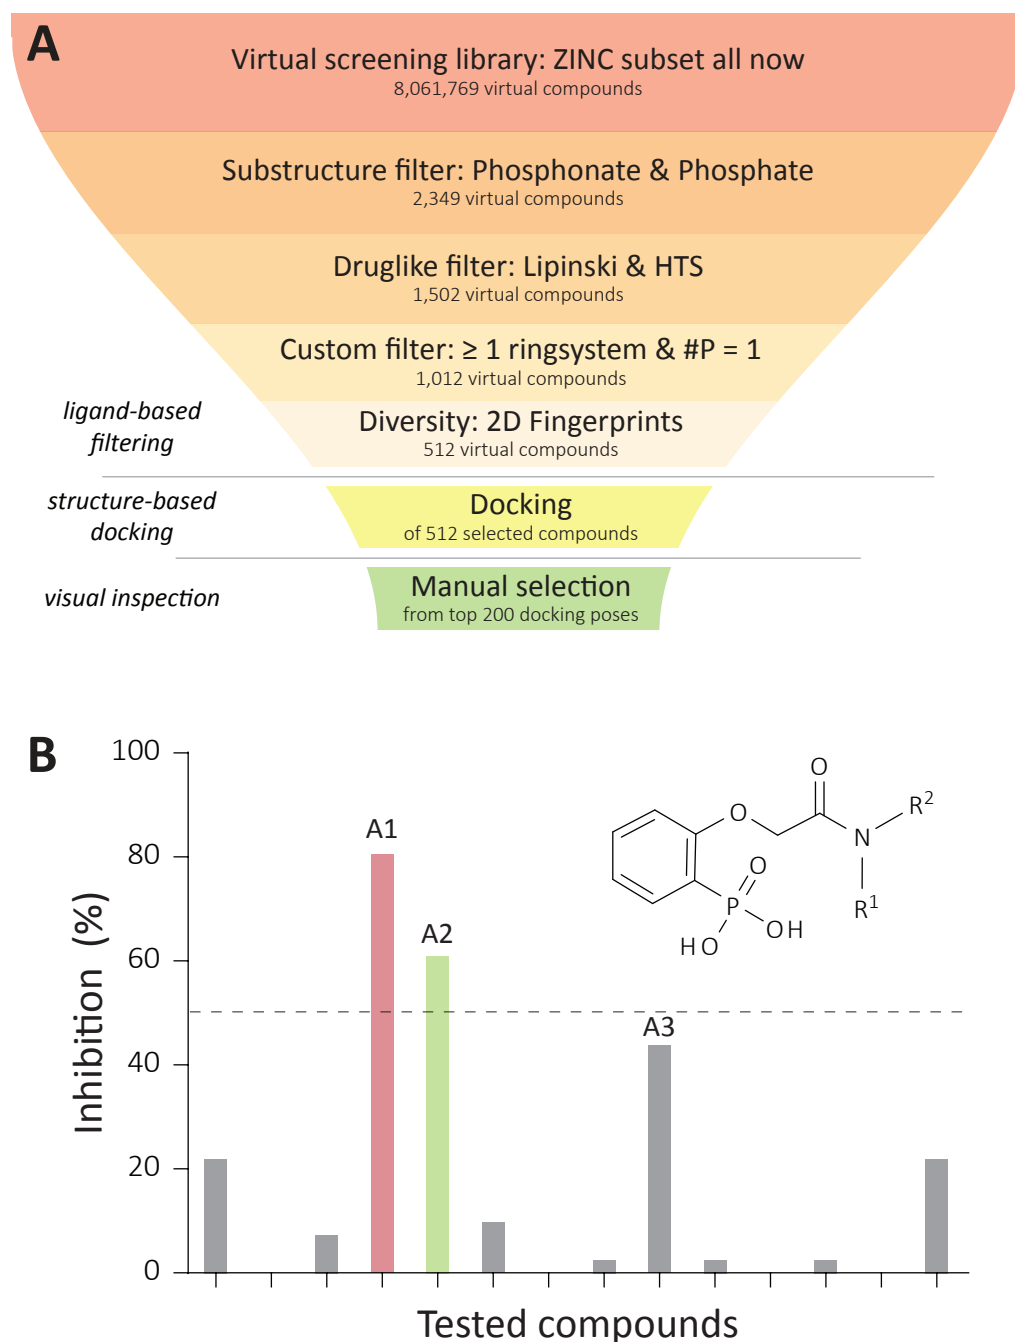 A
Virtual screening library: ZINC subset all now
8,061,769 virtual compounds
Substructure filter: Phosphonate & Phosphate
2,349 virtual compounds
Druglike filter: Lipinski & HTS
1,502 virtual compounds
Custom filter: ≥ 1 ringsystem & #P = 1
1,012 virtual compounds
ligand-based
filtering
Diversity: 2D Fingerprints
512 virtual compounds
structure-based
docking
Docking
of 512 selected compounds
visual inspection
Manual selection
from top 200 docking poses
B
Inhibition (%)
100
80
60
40
20
0
A1
A2
A3
O
O
N
R²
R¹
O
P
OH
HO
Tested compounds